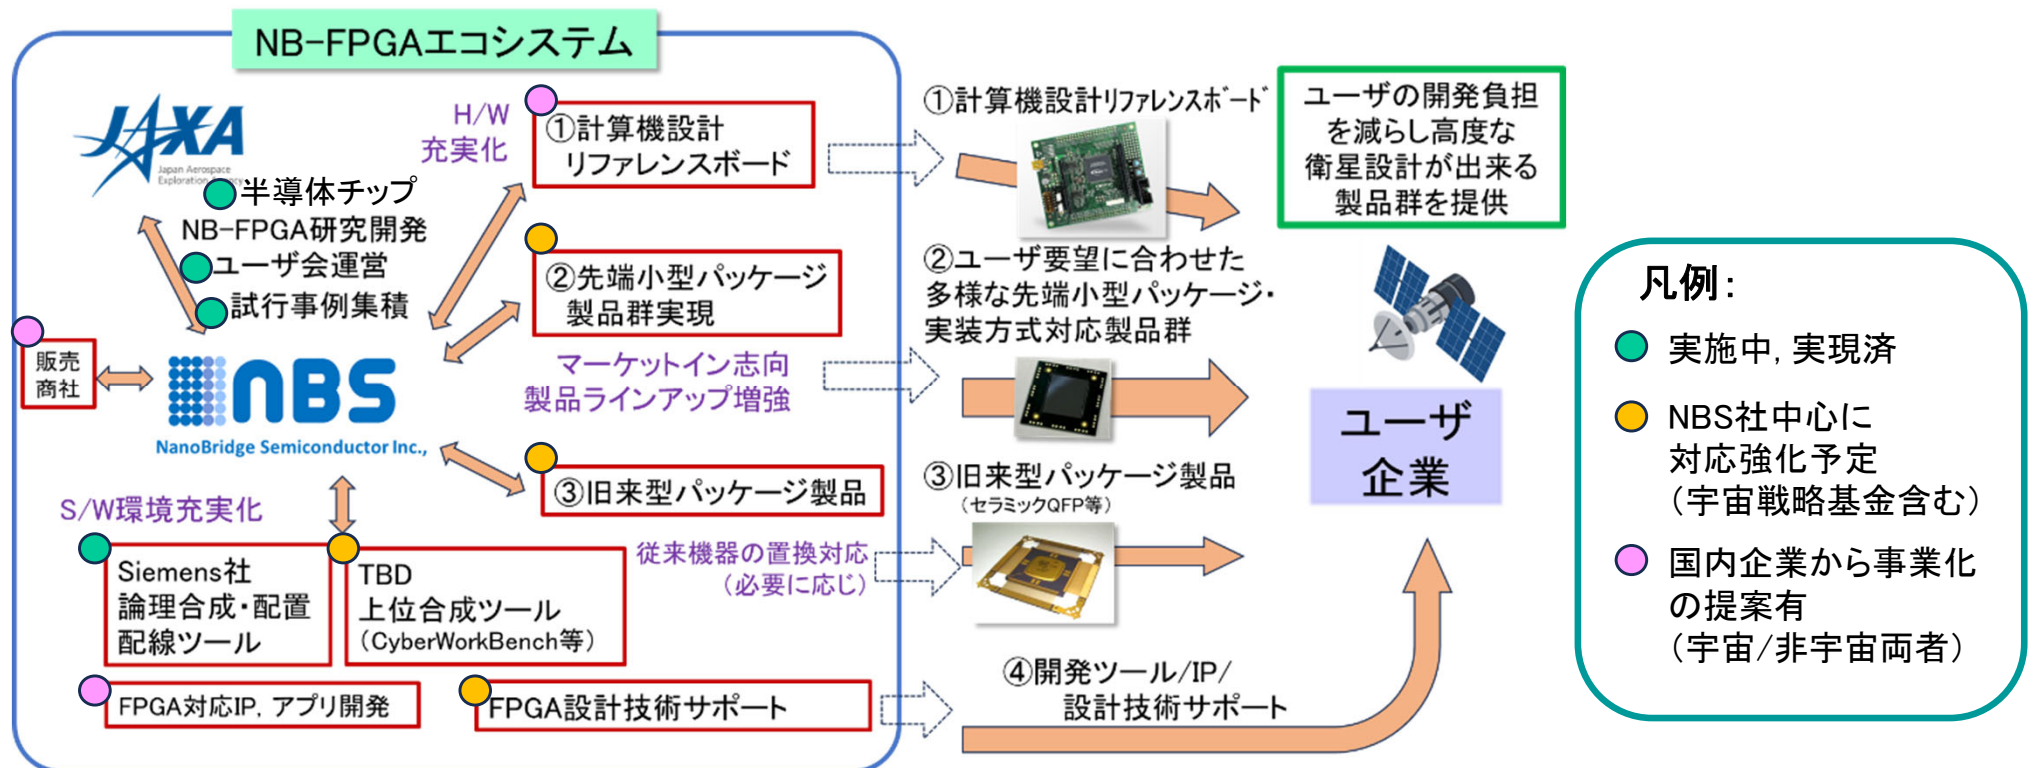 NB-FPGAエコシステム
JAXA
Japan Aerospace
Exploration
半導体チップ
NB-FPGA研究開発
ユーザ会運営
試行事例集積
販売
商社
NBS
NanoBridge Semiconductor Inc.,
H/W
充実化
①計算機設計
リファレンスボード
②先端小型パッケージ
製品群実現
マーケットイン志向
製品ラインアップ増強
③旧来型パッケージ製品
S/W環境充実化
Siemens社
論理合成・配置
配線ツール
TBD
上位合成ツール
(CyberWorkBench等)
従来機器の置換対応
(必要に応じ)
FPGA対応IP, アプリ開発
FPGA設計技術サポート
①計算機設計リファレンスボード
②ユーザ要望に合わせた
多様な先端小型パッケージ・
実装方式対応製品群
③旧来型パッケージ製品
(セラミックQFP等)
④開発ツール/IP/
設計技術サポート
ユーザの開発負担
を減らし高度な
衛星設計が出来る
製品群を提供
ユーザ
企業
凡例：
実施中, 実現済
NBS社中心に
対応強化予定
(宇宙戦略基金含む)
国内企業から事業化
の提案有
(宇宙/非宇宙両者)